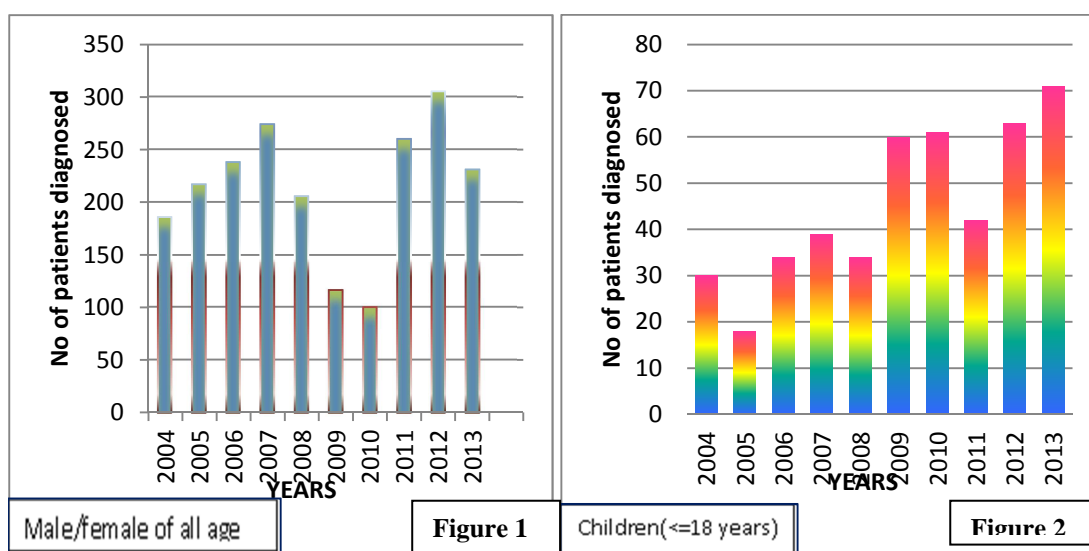 350
300
250
200
150
100
50
0
No of patients diagnosed
2004 2005 2006 2007 2008 2009 2010 2011 2012 2013
YEARS
Male/female of all age
Figure 1
80
70
60
50
40
30
20
10
0
No of patients diagnosed
2004 2005 2006 2007 2008 2009 2010 2011 2012 2013
YEARS
Children(<=18 years)
Figure 2